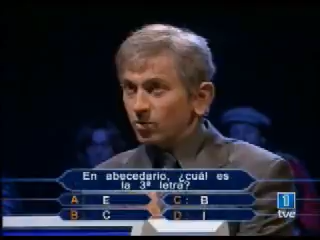 En abecedario, ¿cuál es
la 3ª letra?
A: E
C: B
B: C
D: I
1
tve